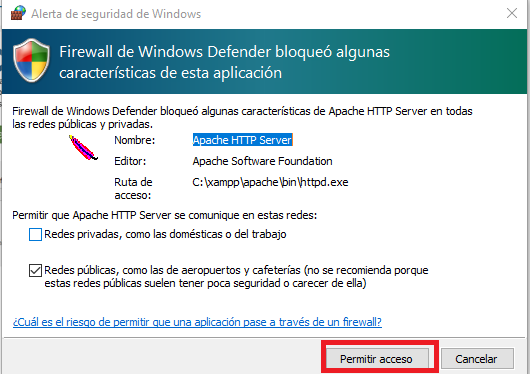 Alerta de seguridad de Windows
Firewall de Windows Defender bloqueó algunas
características de esta aplicación
Firewall de Windows Defender bloqueó algunas características de Apache HTTP Server en todas
las redes públicas y privadas.
Nombre: Apache HTTP Server
Editor: Apache Software Foundation
Ruta de acceso: C:\xampp\apache\bin\httpd.exe
Permitir que Apache HTTP Server se comunique en estas redes:
Redes privadas, como las domésticas o del trabajo
Redes públicas, como las de aeropuertos y cafeterías (no se recomienda porque
estas redes públicas suelen tener poca seguridad o carecer de ella)
¿Cuál es el riesgo de permitir que una aplicación pase a través de un firewall?
Permitir acceso Cancelar